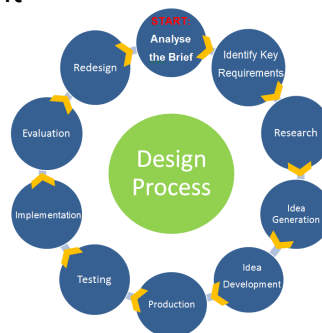 START:
Analyse
the Brief
Identify Key
Requirements
Research
Idea
Generation
Idea
Development
Production
Testing
Implementation
Evaluation
Redesign
Design
Process